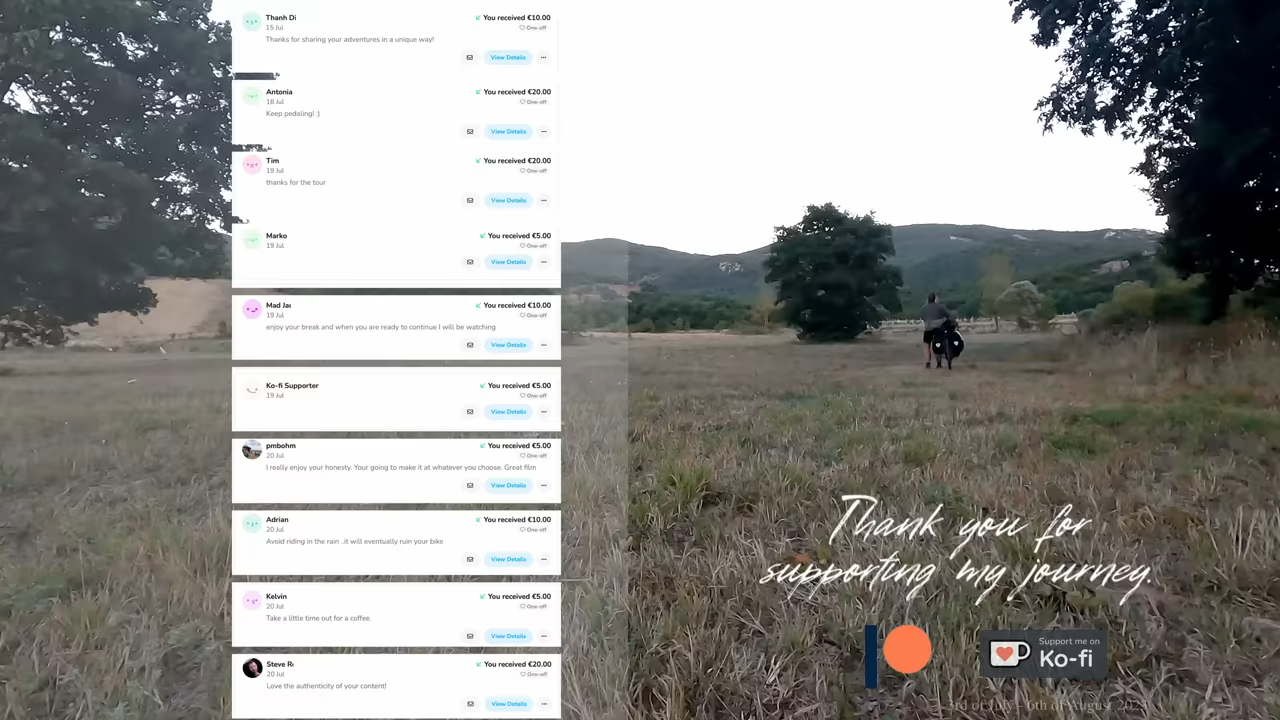 Thanh Di
You received €10.00
15 Jul
One-off
Thanks for sharing your adventures in a unique way!
View Details
Antonia
You received €20.00
18 Jul
One-off
Keep pedaling! :)
View Details
Tim
You received €20.00
19 Jul
One-off
thanks for the tour
View Details
Marko
You received €5.00
19 Jul
One-off
View Details
Mad Jac
You received €10.00
19 Jul
One-off
enjoy your break and when you are ready to continue I will be watching
View Details
Ko-fi Supporter
You received €5.00
19 Jul
One-off
View Details
pmbohm
You received €5.00
20 Jul
One-off
I really enjoy your honesty. Your going to make it at whatever you choose. Great film
View Details
Adrian
You received €10.00
20 Jul
One-off
Avoid riding in the rain ..it will eventually ruin your bike
View Details
Kelvin
You received €5.00
20 Jul
One-off
Take a little time out for a coffee.
View Details
Steve R
You received €20.00
20 Jul
One-off
Love the authenticity of your content!
View Details
Thank you for
supporting my journey.
Support me on
Ko-fi
3rd of July - 6th of August